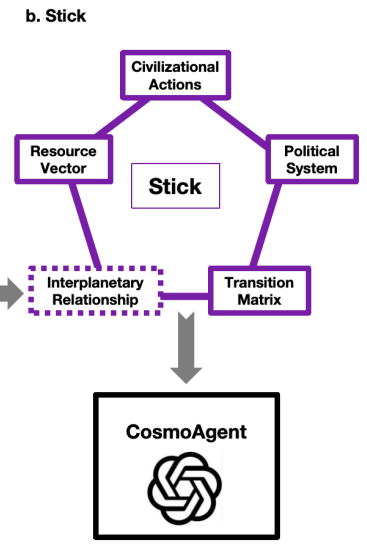 b. Stick
Civilizational
Actions
Resource
Vector
Political
System
Stick
Interplanetary
Relationship
Transition
Matrix
CosmoAgent